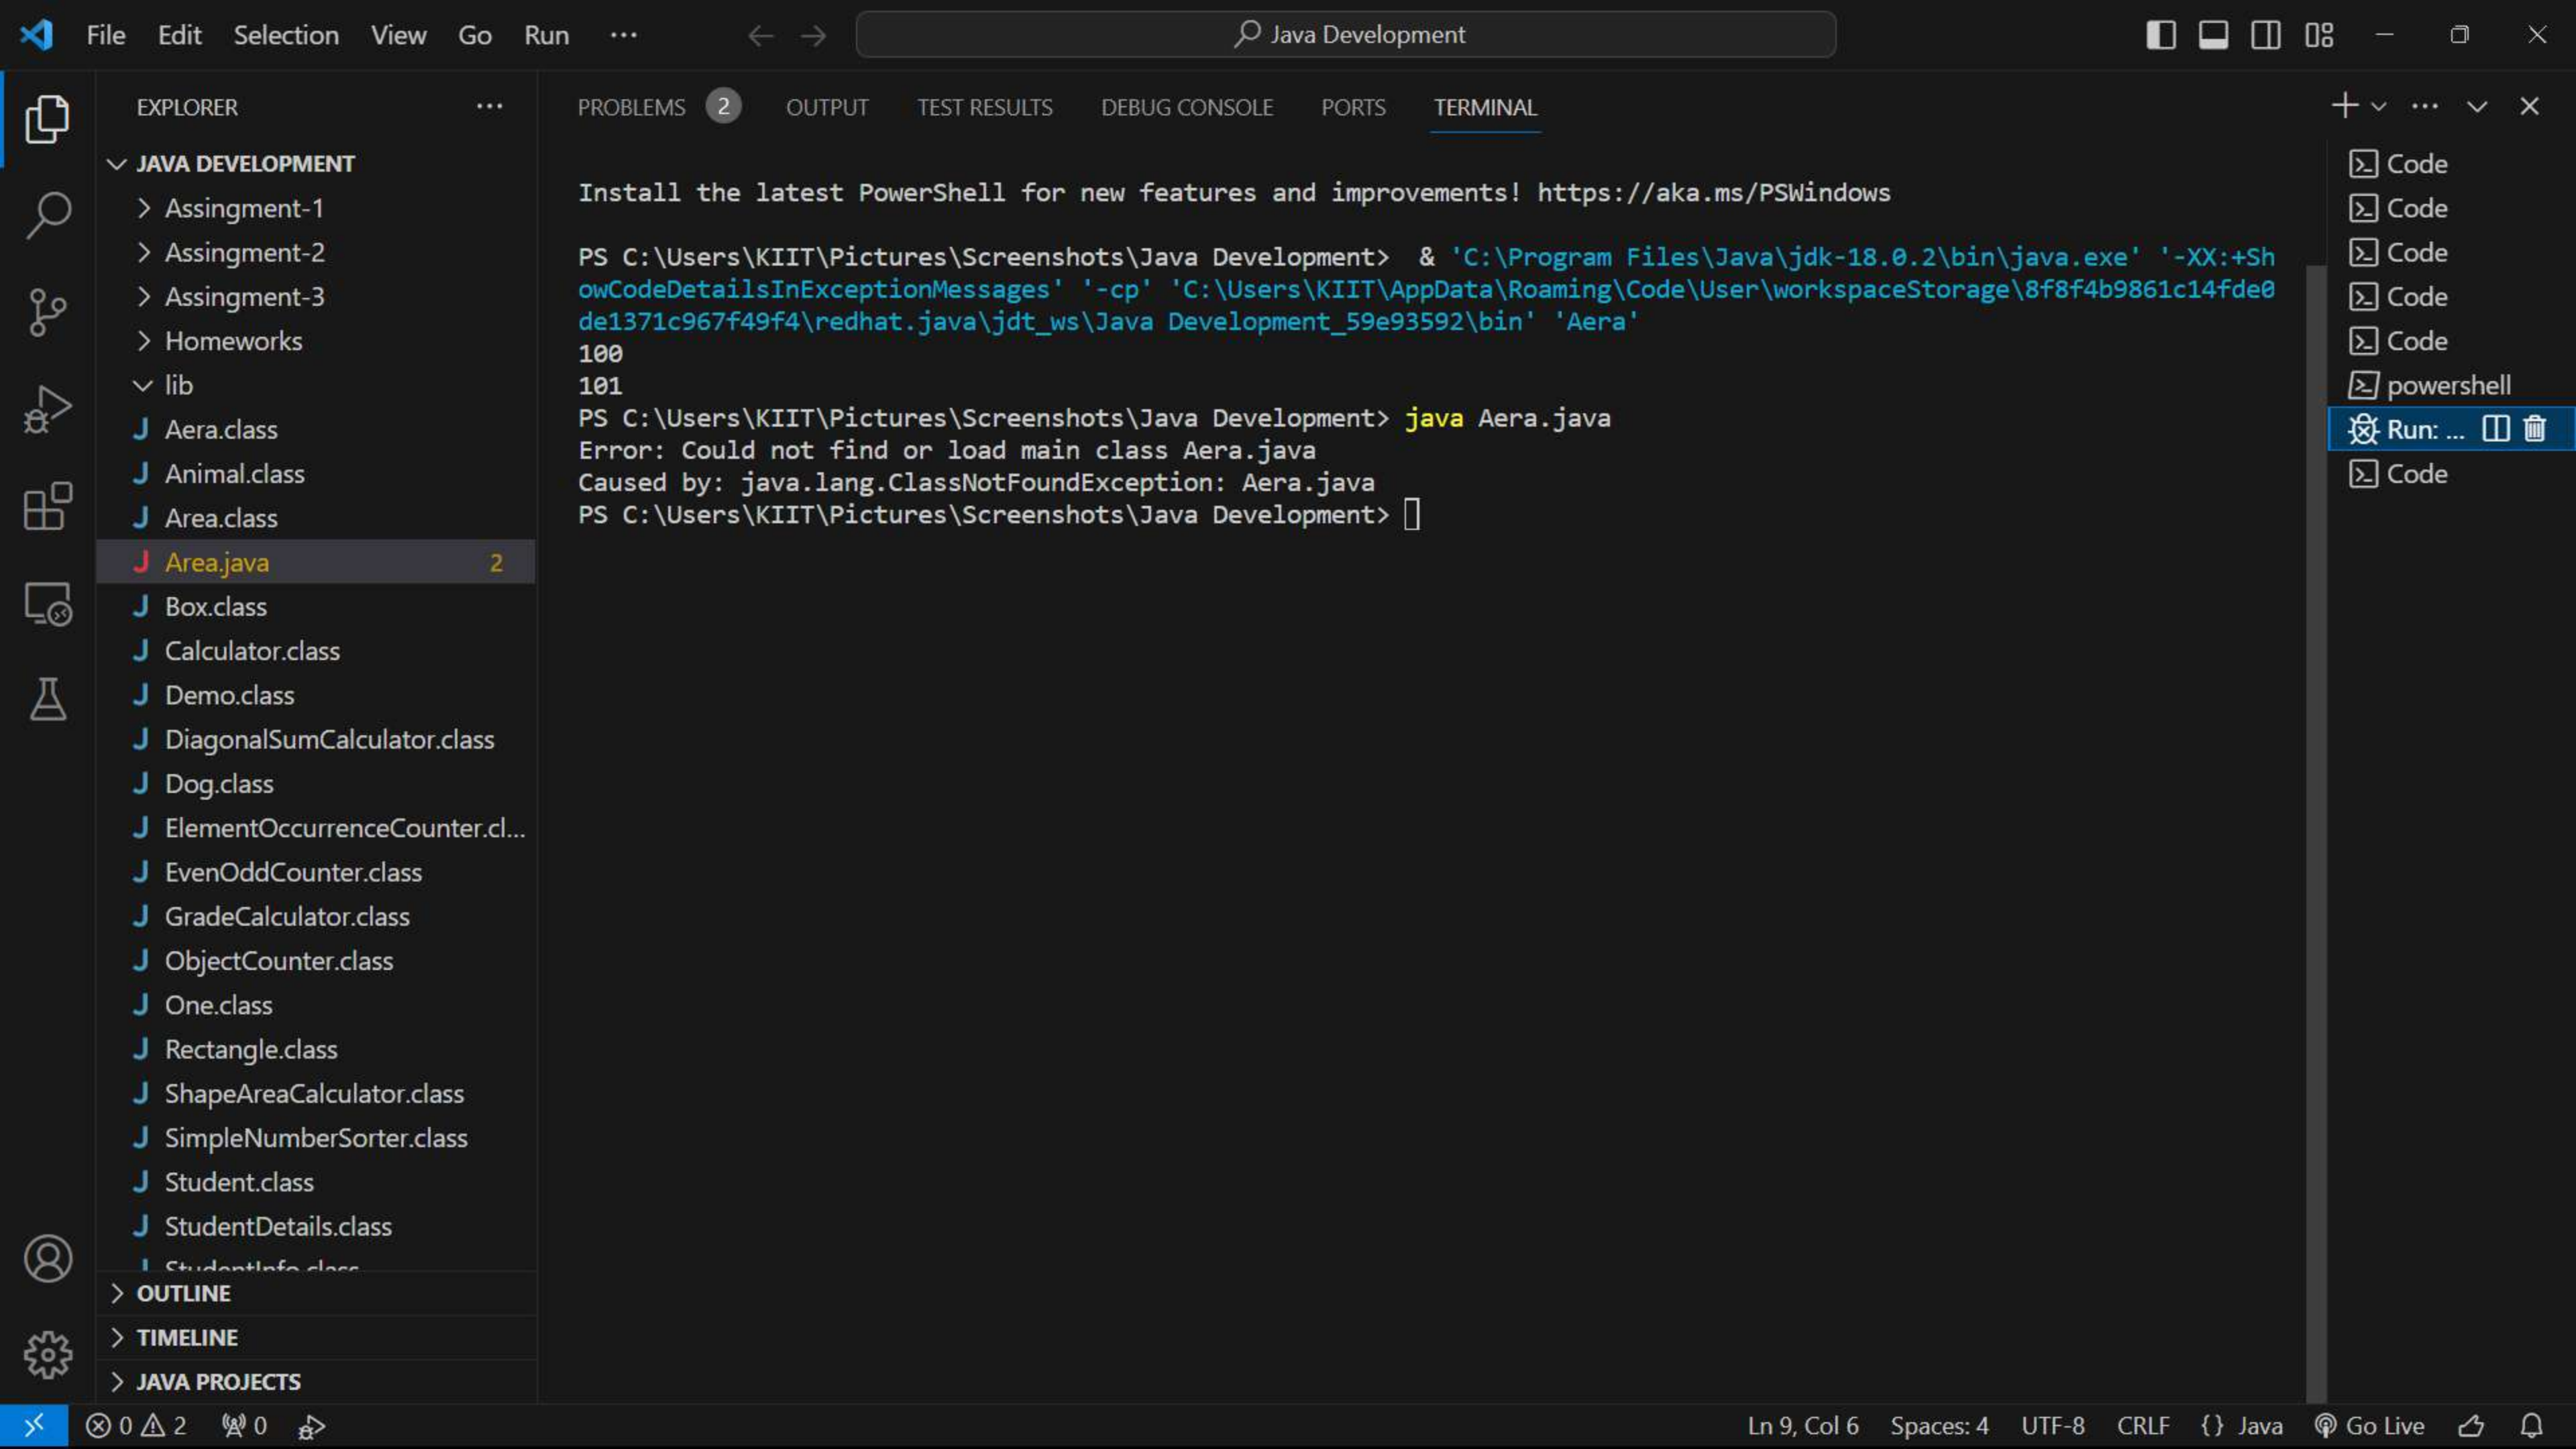 File Edit Selection View Go Run ···
Java Development
EXPLORER
JAVA DEVELOPMENT
Assingment-1
Assingment-2
Assingment-3
Homeworks
lib
J Aera.class
J Animal.class
J Area.class
J Area.java 2
J Box.class
J Calculator.class
J Demo.class
J DiagonalSumCalculator.class
J Dog.class
J ElementOccurrenceCounter.cl...
J EvenOddCounter.class
J GradeCalculator.class
J ObjectCounter.class
J One.class
J Rectangle.class
J ShapeAreaCalculator.class
J SimpleNumberSorter.class
J Student.class
J StudentDetails.class
J StudentInfo.class
OUTLINE
TIMELINE
JAVA PROJECTS
PROBLEMS 2 OUTPUT TEST RESULTS DEBUG CONSOLE PORTS TERMINAL
Install the latest PowerShell for new features and improvements! https://aka.ms/PSWindows
PS C:\Users\KIIT\Pictures\Screenshots\Java Development>  & 'C:\Program Files\Java\jdk-18.0.2\bin\java.exe' '-XX:+Sh
owCodeDetailsInExceptionMessages' '-cp' 'C:\Users\KIIT\AppData\Roaming\Code\User\workspaceStorage\8f8f4b9861c14fde0
de1371c967f49f4\redhat.java\jdt_ws\Java Development_59e93592\bin' 'Aera'
100
101
PS C:\Users\KIIT\Pictures\Screenshots\Java Development> java Aera.java
Error: Could not find or load main class Aera.java
Caused by: java.lang.ClassNotFoundException: Aera.java
PS C:\Users\KIIT\Pictures\Screenshots\Java Development>
Code
Code
Code
Code
Code
powershell
Run: ...
Code
0 2 0
Ln 9, Col 6 Spaces: 4 UTF-8 CRLF {} Java Go Live